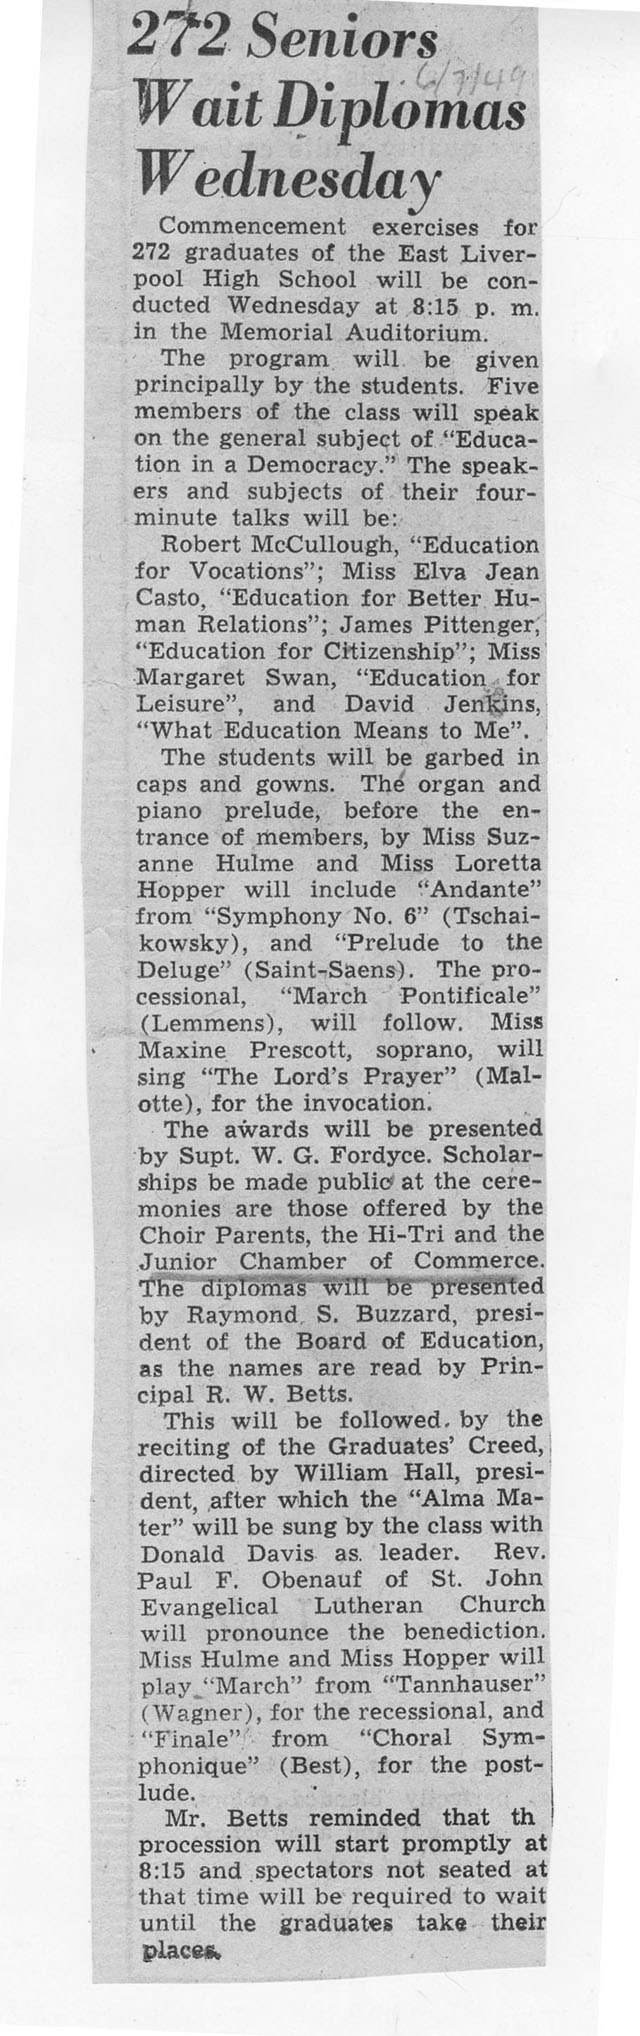 272 Seniors
6/7/49
Wait Diplomas
Wednesday
Commencement exercises for
272 graduates of the East Liver-
pool High School will be con-
ducted Wednesday at 8:15 p. m.
in the Memorial Auditorium.
The program will be given
principally by the students. Five
members of the class will speak
on the general subject of "Educa-
tion in a Democracy." The speak-
ers and subjects of their four-
minute talks will be:
Robert McCullough, "Education
for Vocations"; Miss Elva Jean
Casto, "Education for Better Hu-
man Relations"; James Pittenger,
"Education for Citizenship"; Miss
Margaret Swan, "Education for
Leisure", and David Jenkins,
"What Education Means to Me".
The students will be garbed in
caps and gowns. The organ and
piano prelude, before the en-
trance of members, by Miss Suz-
anne Hulme and Miss Loretta
Hopper will include "Andante"
from "Symphony No. 6" (Tschai-
kowsky), and "Prelude to the
Deluge" (Saint-Saens). The pro-
cessional, "March Pontificale"
(Lemmens), will follow. Miss
Maxine Prescott, soprano, will
sing "The Lord's Prayer" (Mal-
otte), for the invocation.
The awards will be presented
by Supt. W. G. Fordyce. Scholar-
ships be made public at the cere-
monies are those offered by the
Choir Parents, the Hi-Tri and the
Junior Chamber of Commerce.
The diplomas will be presented
by Raymond S. Buzzard, presi-
dent of the Board of Education,
as the names are read by Prin-
cipal R. W. Betts.
This will be followed by the
reciting of the Graduates' Creed,
directed by William Hall, presi-
dent, after which the "Alma Ma-
ter" will be sung by the class with
Donald Davis as leader. Rev.
Paul F. Obenauf of St. John
Evangelical Lutheran Church
will pronounce the benediction.
Miss Hulme and Miss Hopper will
play "March" from "Tannhauser"
(Wagner), for the recessional, and
"Finale" from "Choral Sym-
phonique" (Best), for the post-
lude.
Mr. Betts reminded that th
procession will start promptly at
8:15 and spectators not seated at
that time will be required to wait
until the graduates take their
places.